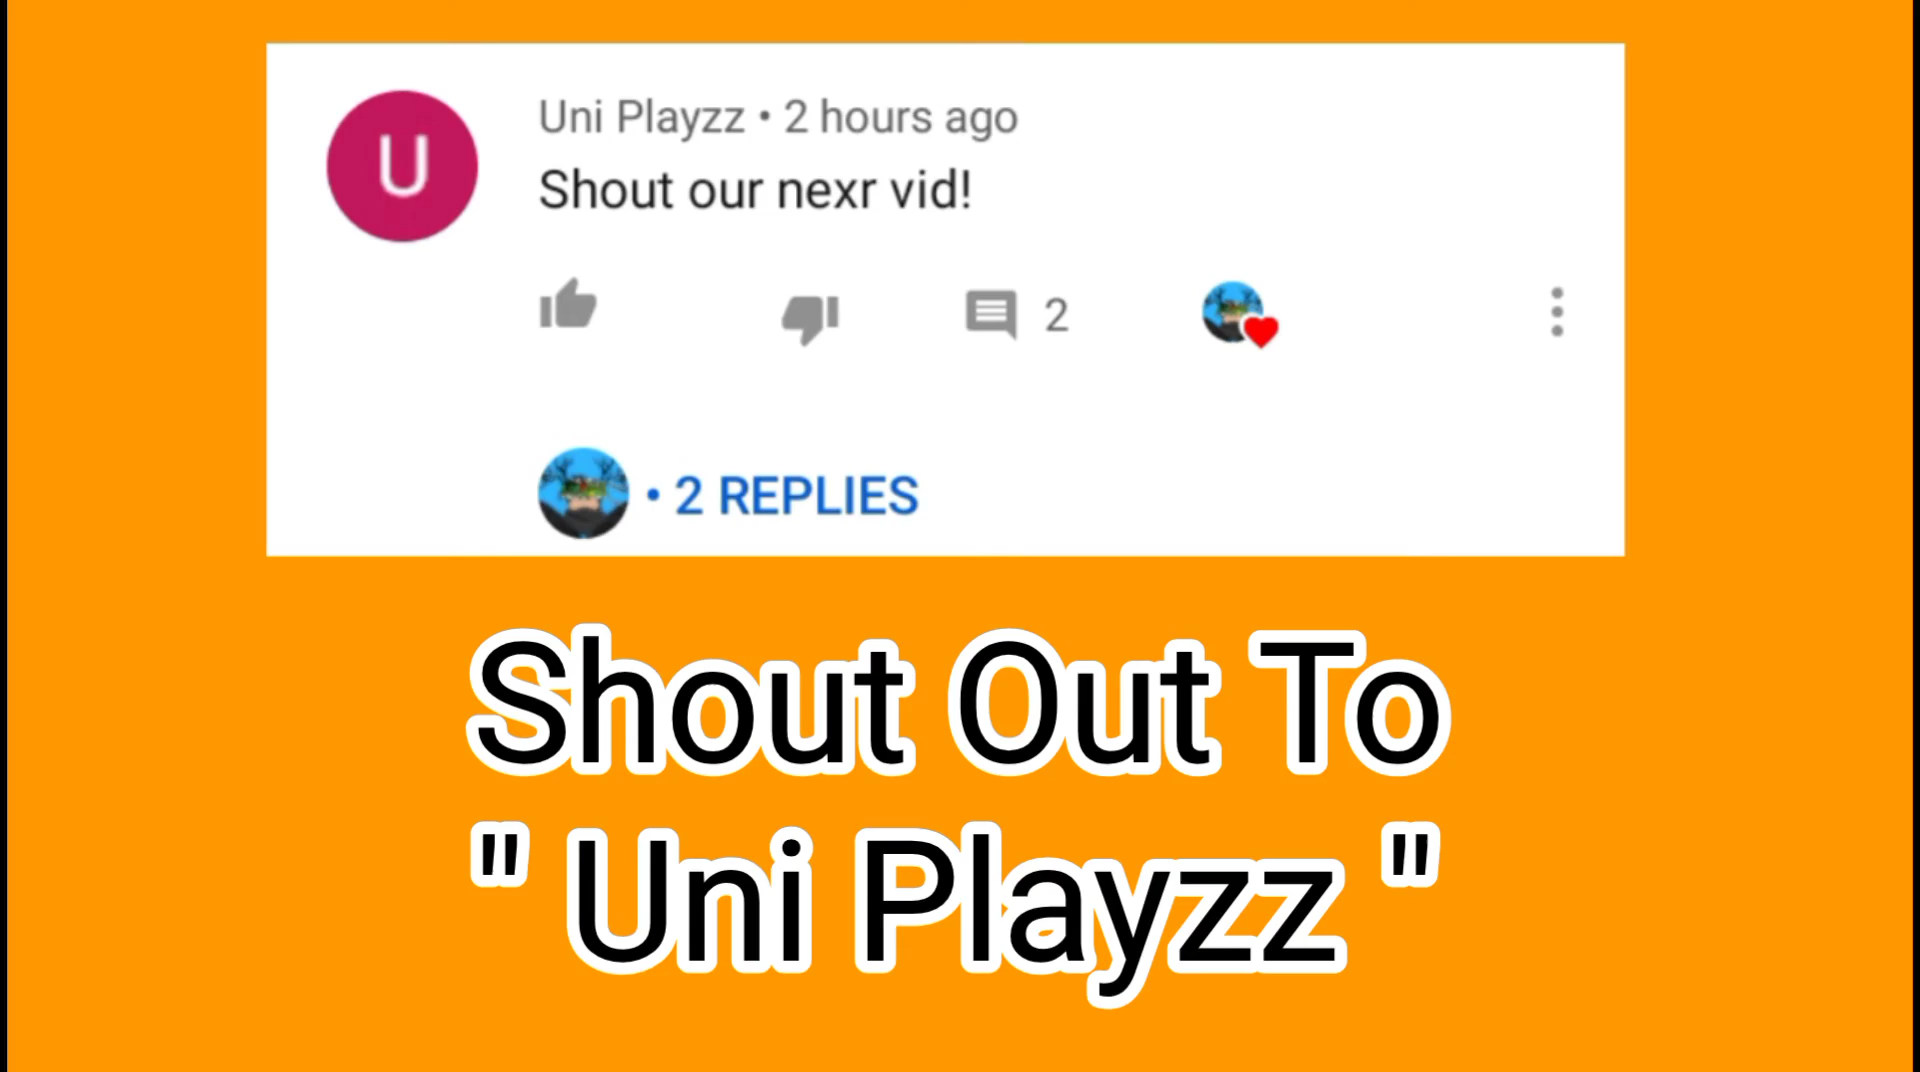 U
Uni Playzz • 2 hours ago
Shout our nexr vid!
2
• 2 REPLIES
Shout Out To
" Uni Playzz "